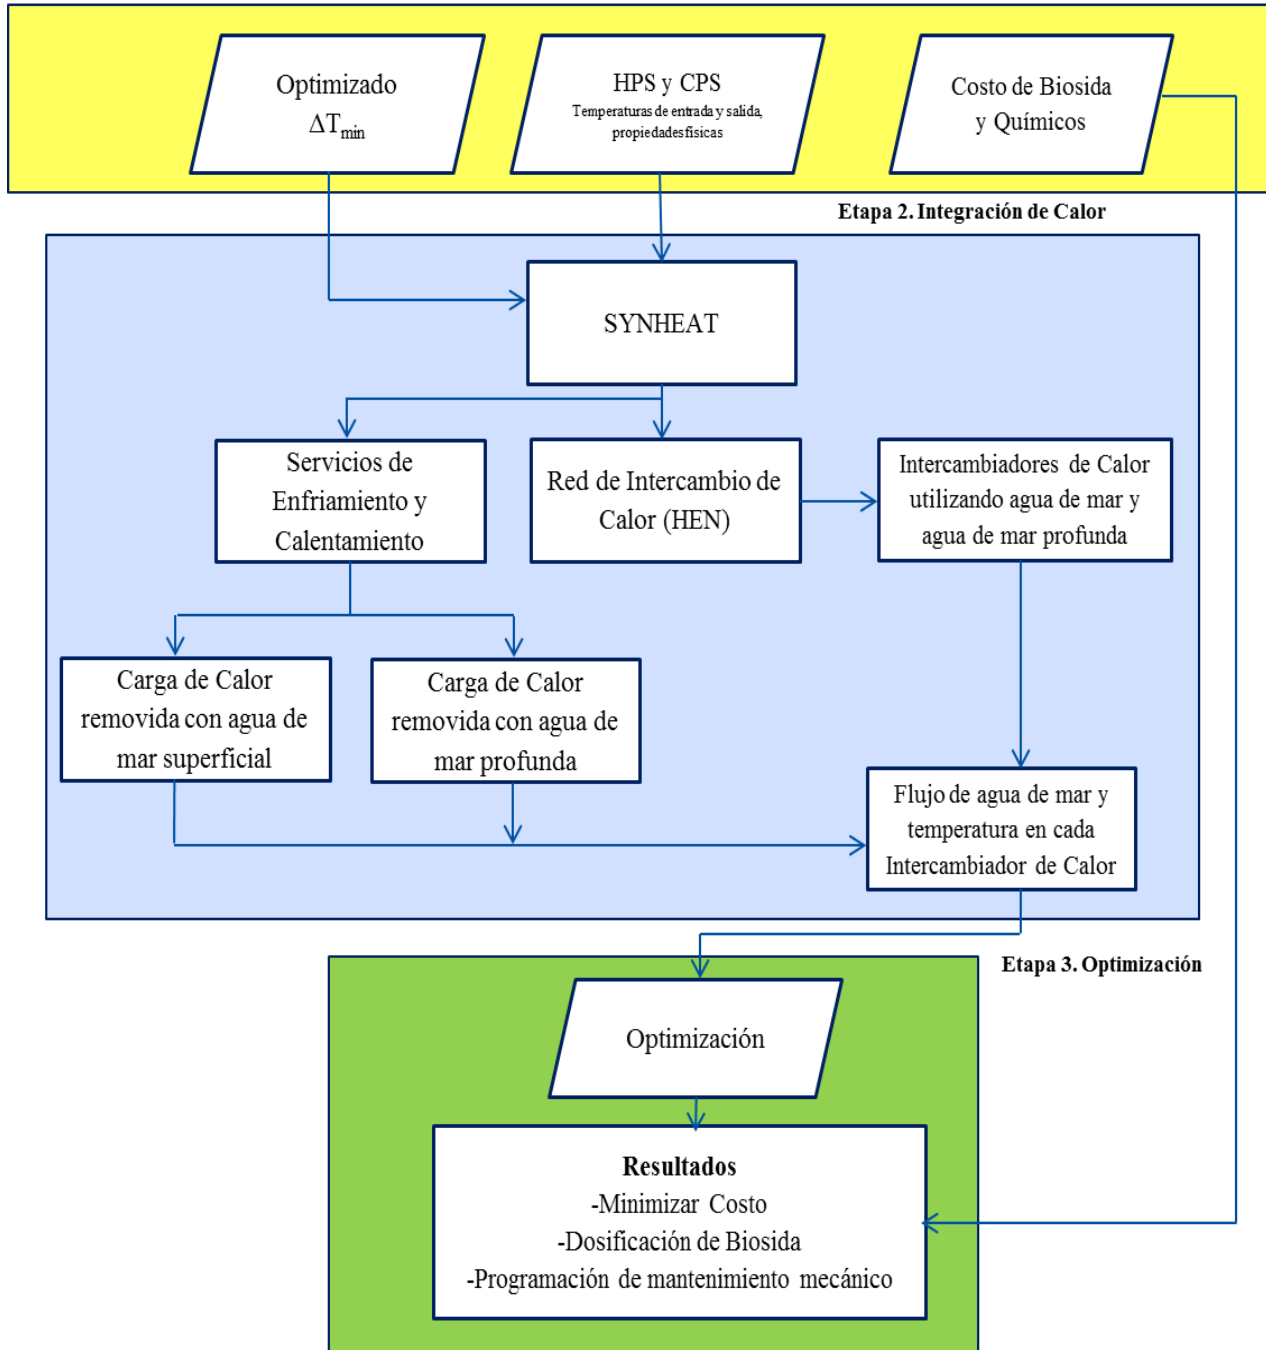 Optimizado
ΔTmin
HPS y CPS
Temperaturas de entrada y salida,
propiedades físicas
Costo de Biosida
y Químicos
Etapa 2. Integración de Calor
SYNHEAT
Servicios de
Enfriamiento y
Calentamiento
Red de Intercambio de
Calor (HEN)
Intercambiadores de Calor
utilizando agua de mar y
agua de mar profunda
Carga de Calor
removida con agua de
mar superficial
Carga de Calor
removida con agua de
mar profunda
Flujo de agua de mar y
temperatura en cada
Intercambiador de Calor
Etapa 3. Optimización
Optimización
Resultados
-Minimizar Costo
-Dosificación de Biosida
-Programación de mantenimiento mecánico